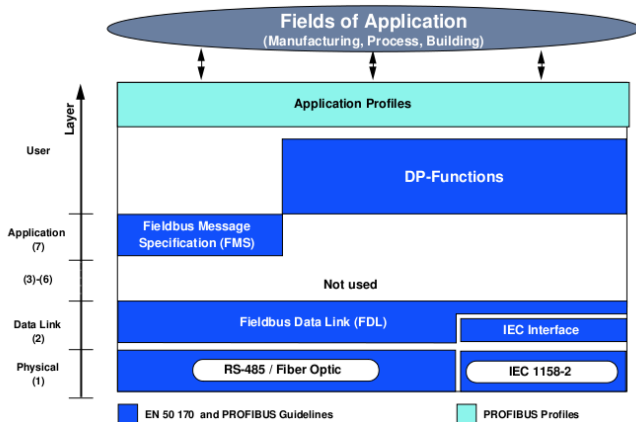 Fields of Application
(Manufacturing, Process, Building)
Layer
Application Profiles
User
DP-Functions
Application
(7)
Fieldbus Message
Specification (FMS)
(3)-(6)
Not used
Data Link
(2)
Fieldbus Data Link (FDL)
IEC Interface
Physical
(1)
RS-485 / Fiber Optic
IEC 1158-2
EN 50 170 and PROFIBUS Guidelines
PROFIBUS Profiles